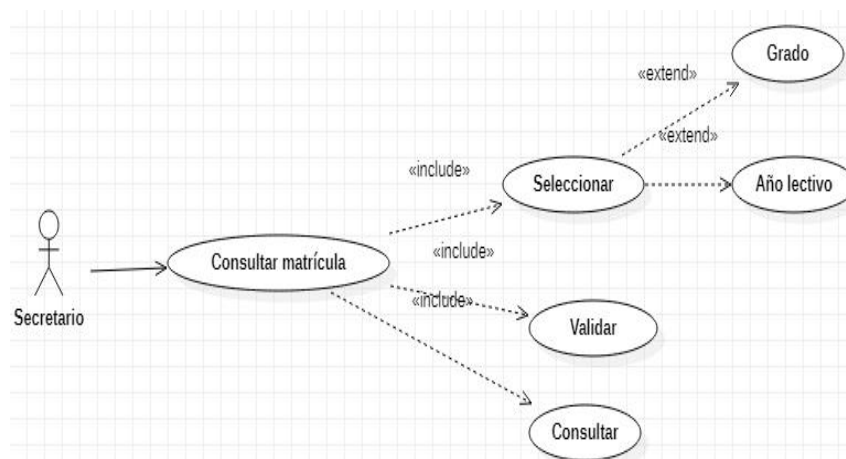 Grado
«extend»
«extend»
«include»
Seleccionar
Año lectivo
«include»
Consultar matrícula
«include»
Secretario
Validar
Consultar